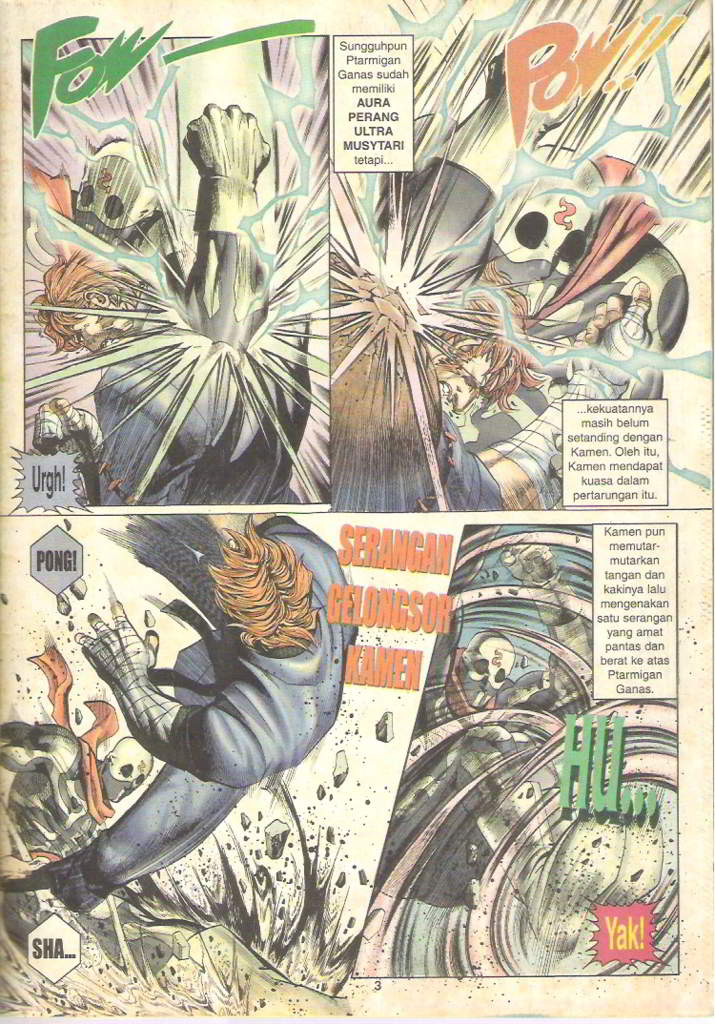 POW
Sungguhpun
Ptarmigan
Ganas sudah
memiliki
AURA
PERANG
ULTRA
MUSYTARI
tetapi...
POW!!
Urgh!
...kekuatannya
masih belum
setanding dengan
Kamen. Oleh itu,
Kamen mendapat
kuasa dalam
pertarungan itu.
PONG!
SERANGAN
GELONGSOR
KAMEN
Kamen pun
memutar-
mutarkan
tangan dan
kakinya lalu
mengenakan
satu serangan
yang amat
pantas dan
berat ke atas
Ptarmigan
Ganas.
HU...
SHA...
Yak!
3